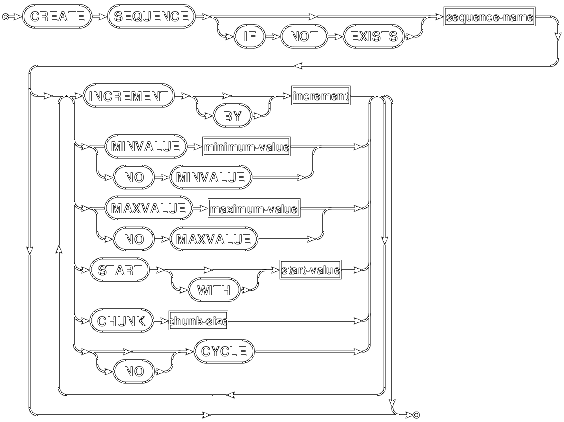 CREATE SEQUENCE sequence-name
IF NOT EXISTS
INCREMENT increment
BY
MINVALUE minimum-value
NO MINVALUE
MAXVALUE maximum-value
NO MAXVALUE
START start-value
WITH
CHUNK chunk-size
CYCLE
NO